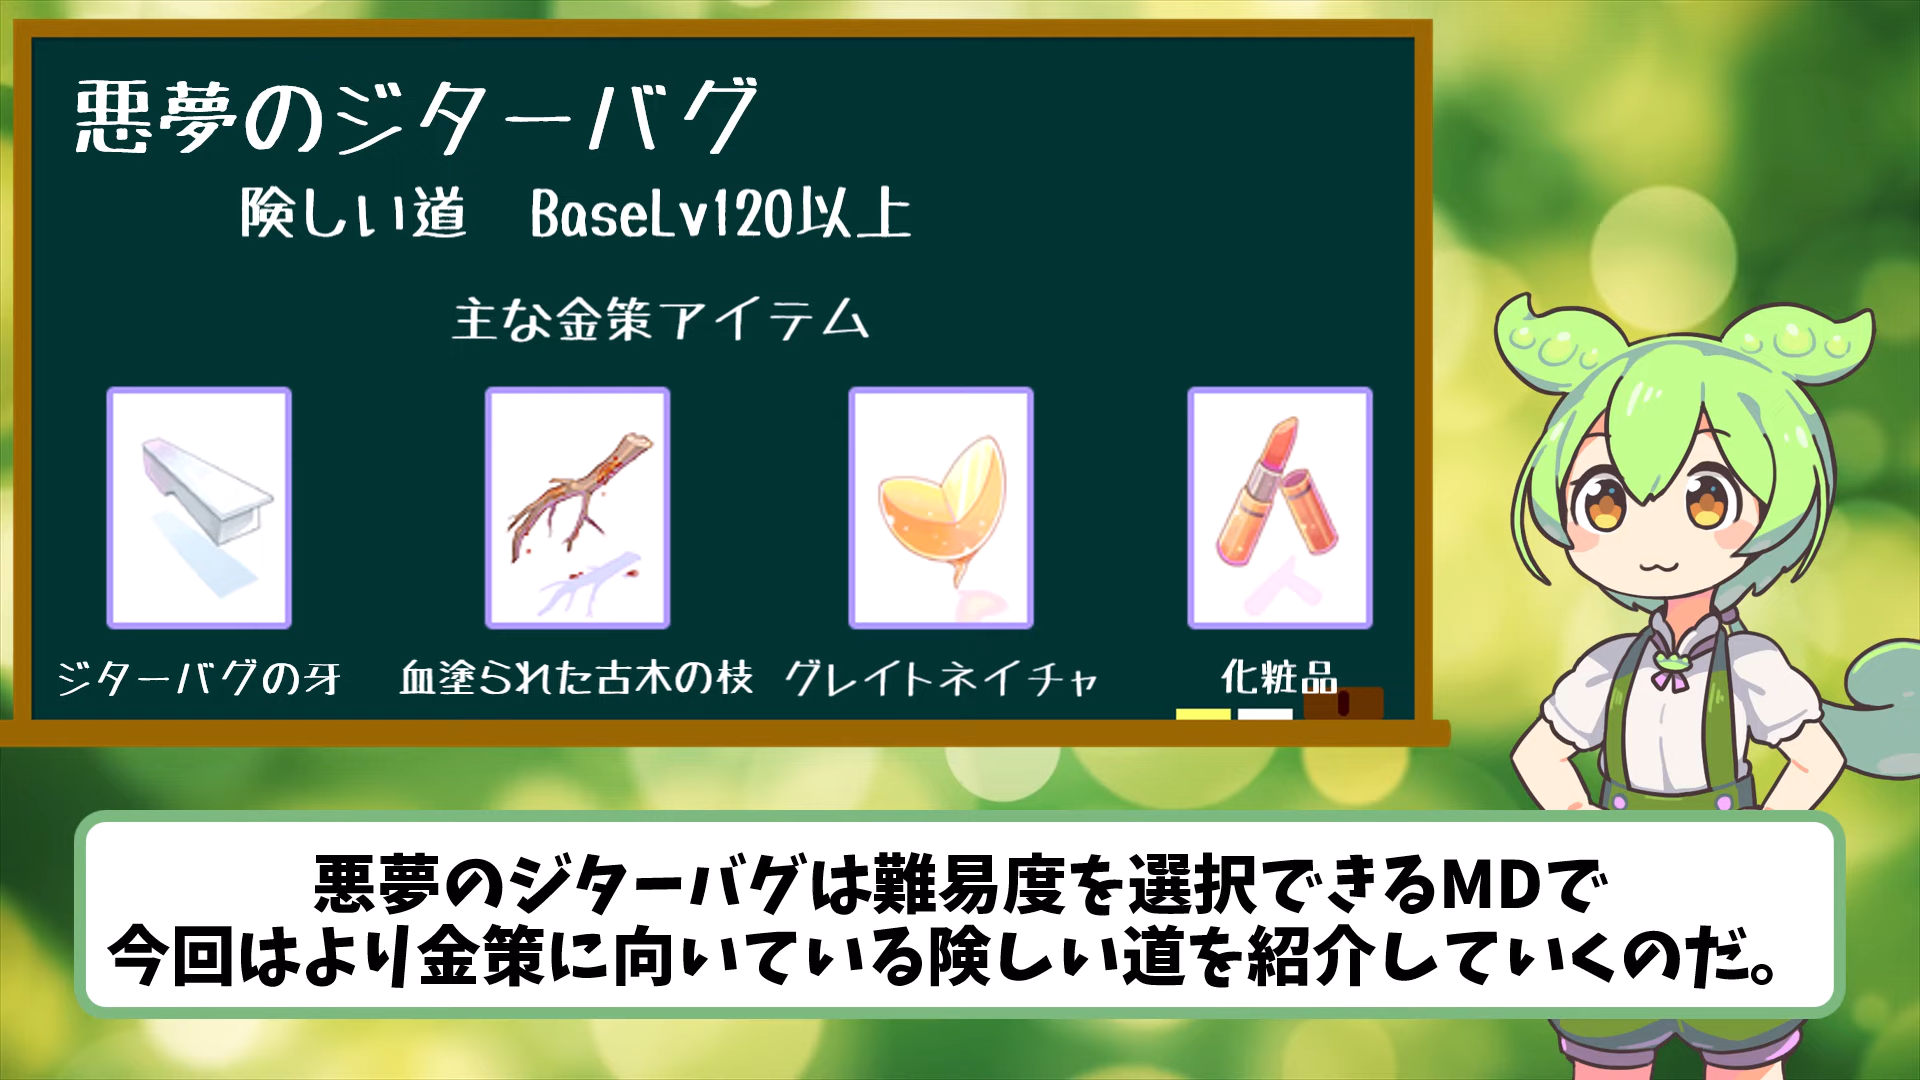 悪夢のジターバグ
険しい道　BaseLv120以上
主な金策アイテム
ジターバグの牙
血塗られた古木の枝
グレイトネイチャ
化粧品
悪夢のジターバグは難易度を選択できるMDで
今回はより金策に向いている険しい道を紹介していくのだ。